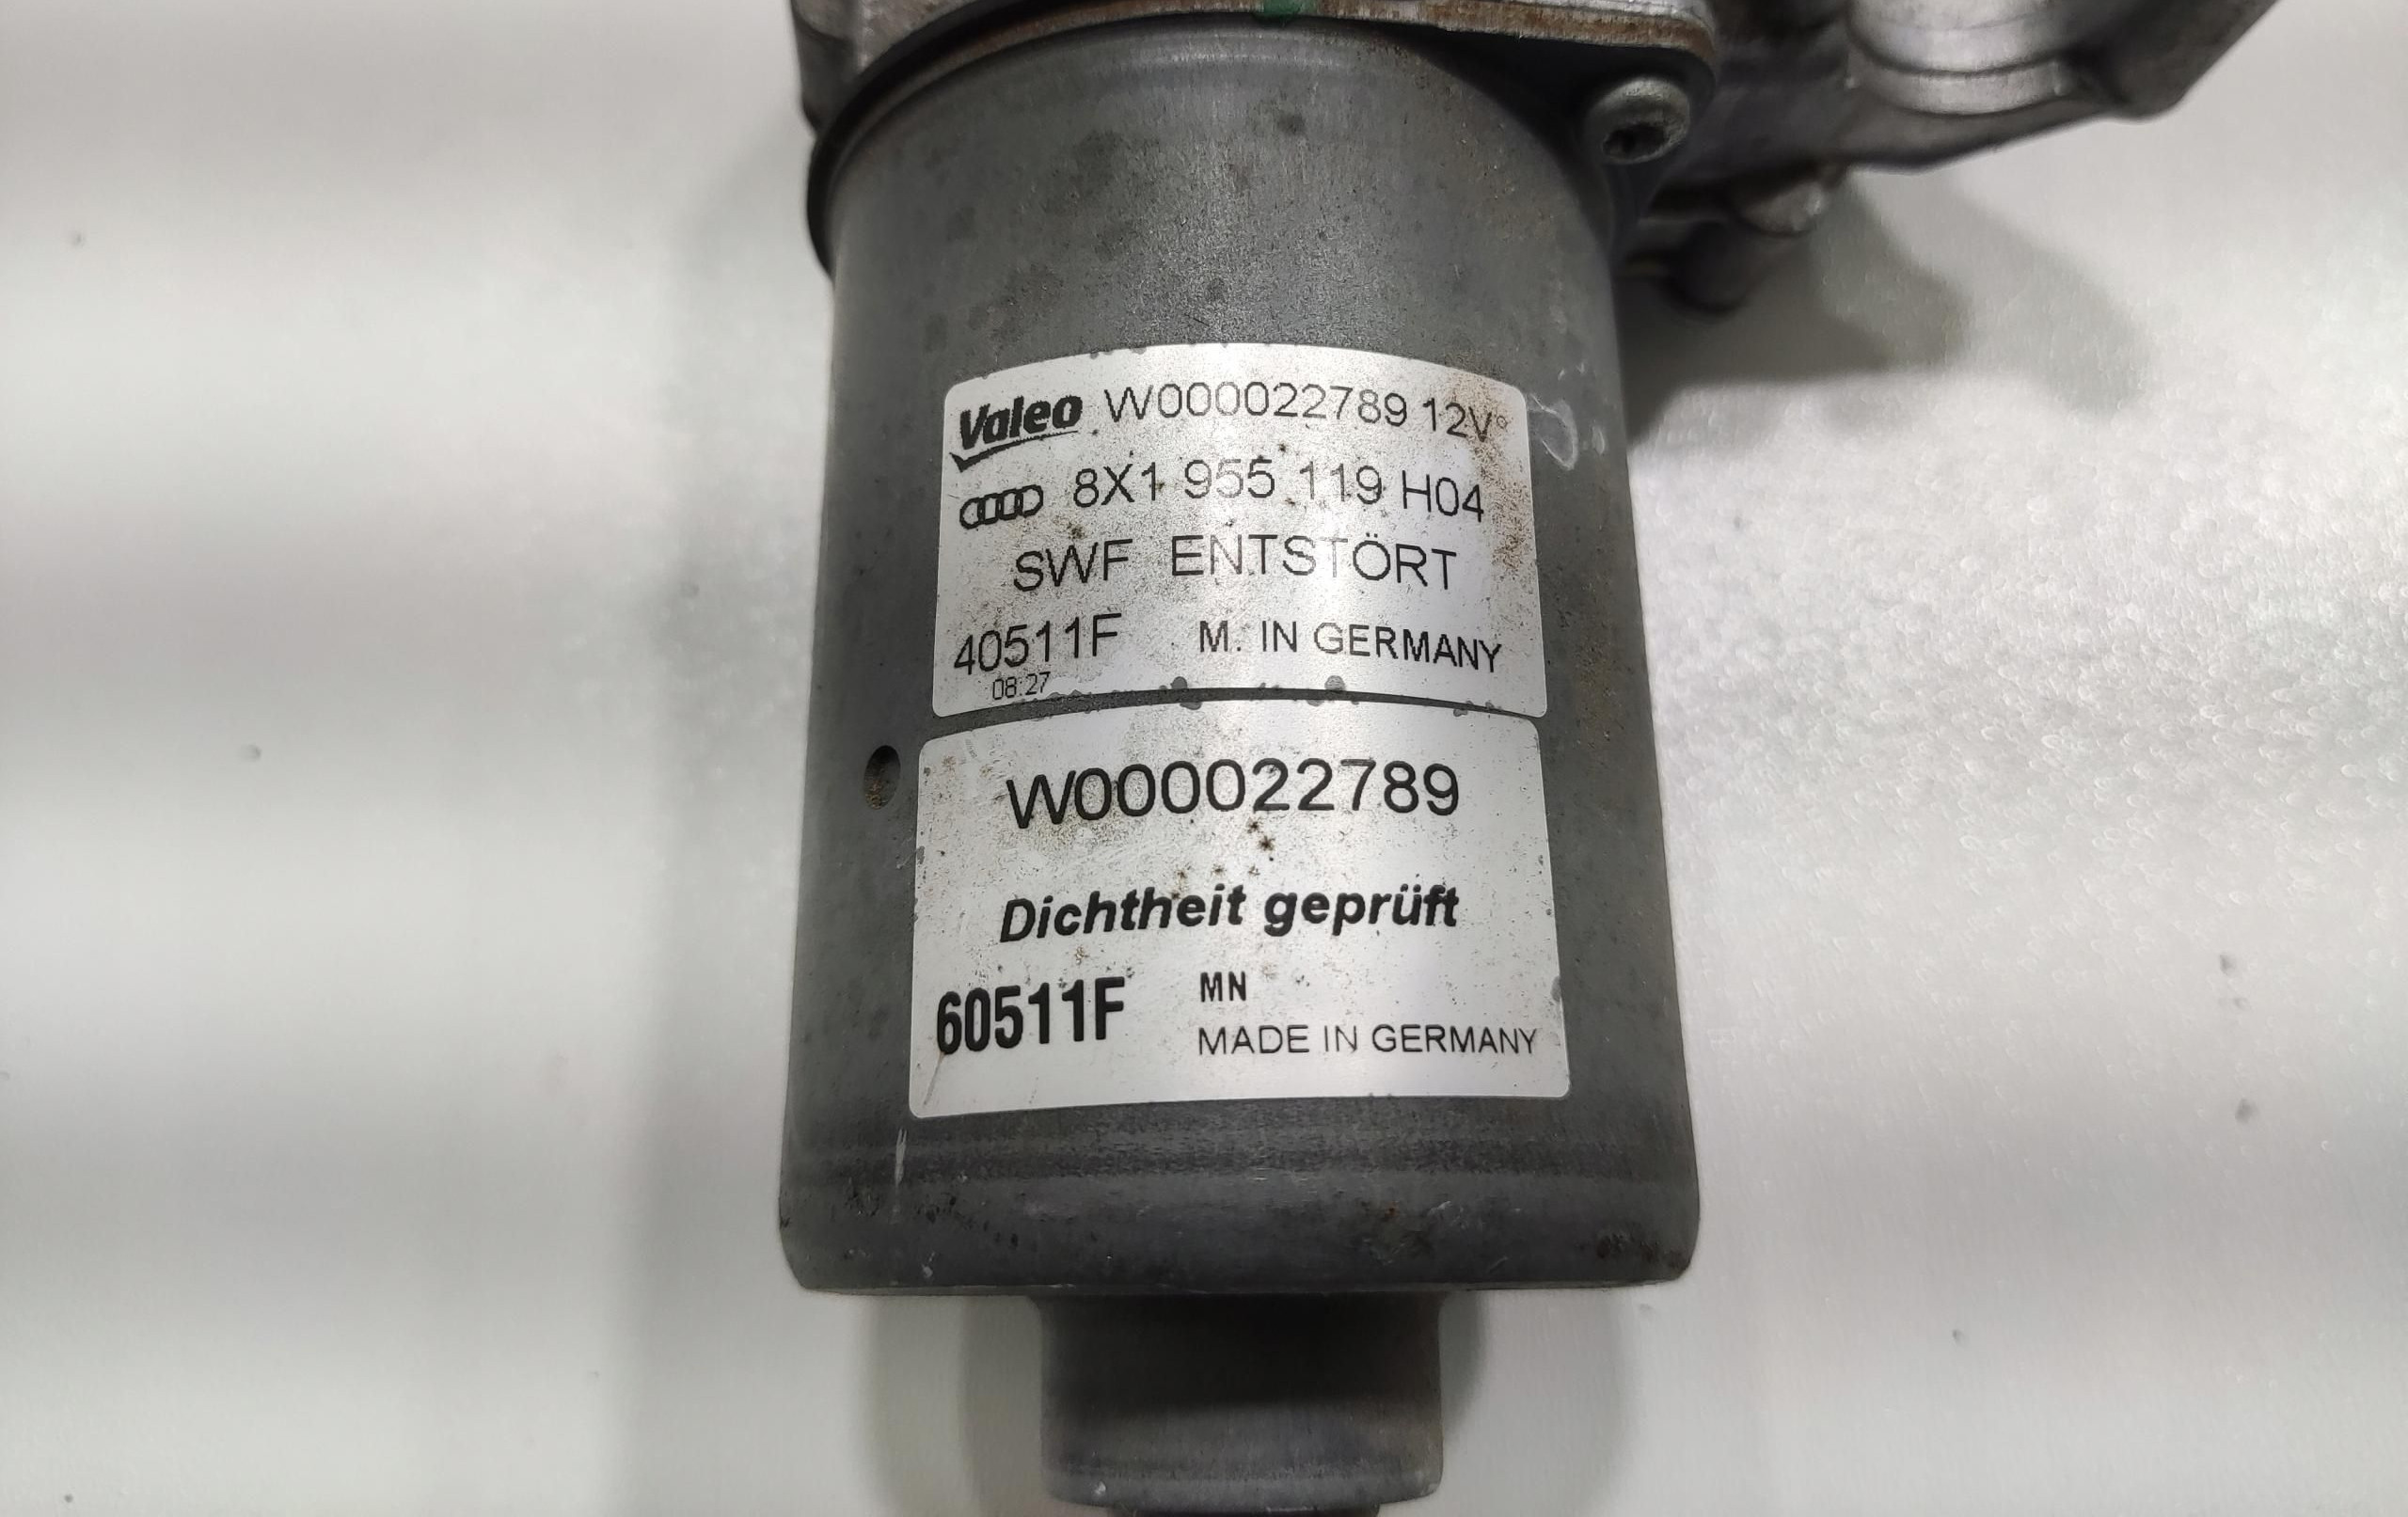 Valeo W000022789 12V
8X1 955 119 H04
SWF ENTSTÖRT
40511F M. IN GERMANY
08:27
W000022789
Dichtheit geprüft
60511F MN
MADE IN GERMANY